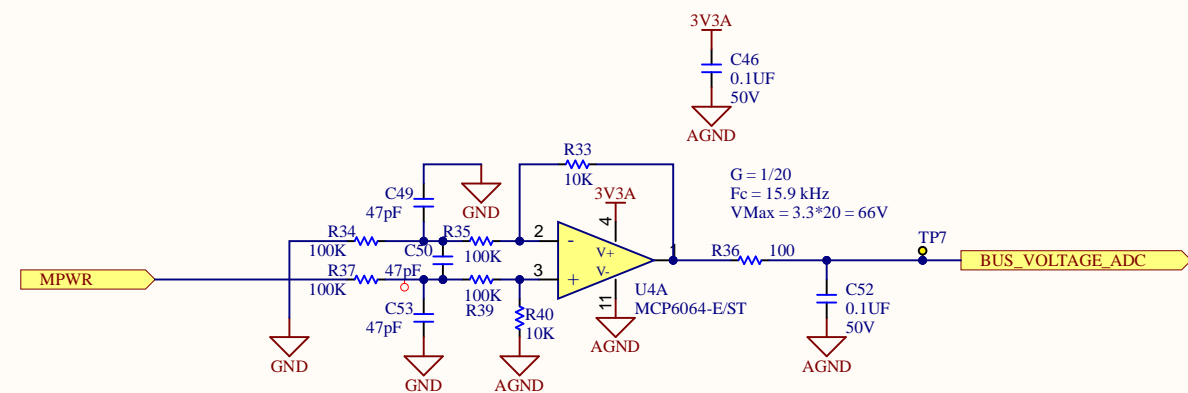 3V3A
C46
0.1UF
50V
AGND
R33
10K
G = 1/20
Fc = 15.9 kHz
VMax = 3.3*20 = 66V
C49
47pF
GND
3V3A
4
R34
100K
R35
100K
2
-
V+
1
R36
100
TP7
BUS_VOLTAGE_ADC
MPWR
R37
100K
C50
47pF
100K
R39
3
+
V-
11
U4A
MCP6064-E/ST
C53
47pF
R40
10K
C52
0.1UF
50V
GND
GND
AGND
AGND
AGND